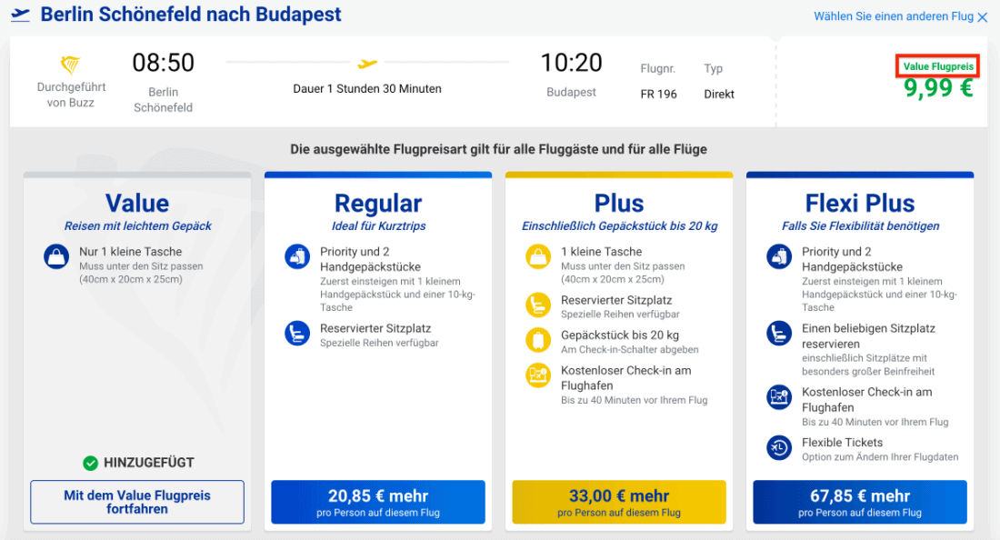 Berlin Schönefeld nach Budapest
Wählen Sie einen anderen Flug
Durchgeführt
von Buzz
08:50
Berlin
Schönefeld
Dauer 1 Stunden 30 Minuten
10:20
Budapest
Flugnr.
FR 196
Typ
Direkt
Value Flugpreis
9,99 €
Die ausgewählte Flugpreisart gilt für alle Fluggäste und für alle Flüge
Value
Reisen mit leichtem Gepäck
Nur 1 kleine Tasche
Muss unter den Sitz passen
(40cm x 20cm x 25cm)
HINZUGEFÜGT
Mit dem Value Flugpreis
fortfahren
Regular
Ideal für Kurztrips
Priority und 2
Handgepäckstücke
Zuerst einsteigen mit 1 kleinem
Handgepäckstück und einer 10-kg-
Tasche
Reservierter Sitzplatz
Spezielle Reihen verfügbar
20,85 € mehr
pro Person auf diesem Flug
Plus
Einschließlich Gepäckstück bis 20 kg
1 kleine Tasche
Muss unter den Sitz passen
(40cm x 20cm x 25cm)
Reservierter Sitzplatz
Spezielle Reihen verfügbar
Gepäckstück bis 20 kg
Am Check-in-Schalter abgeben
Kostenloser Check-in am
Flughafen
Bis zu 40 Minuten vor Ihrem Flug
33,00 € mehr
pro Person auf diesem Flug
Flexi Plus
Falls Sie Flexibilität benötigen
Priority und 2
Handgepäckstücke
Zuerst einsteigen mit 1 kleinem
Handgepäckstück und einer 10-kg-
Tasche
Einen beliebigen Sitzplatz
reservieren
einschließlich Sitzplätze mit
besonders großer Beinfreiheit
Kostenloser Check-in am
Flughafen
Bis zu 40 Minuten vor Ihrem Flug
Flexible Tickets
Option zum Ändern Ihrer Flugdaten
67,85 € mehr
pro Person auf diesem Flug